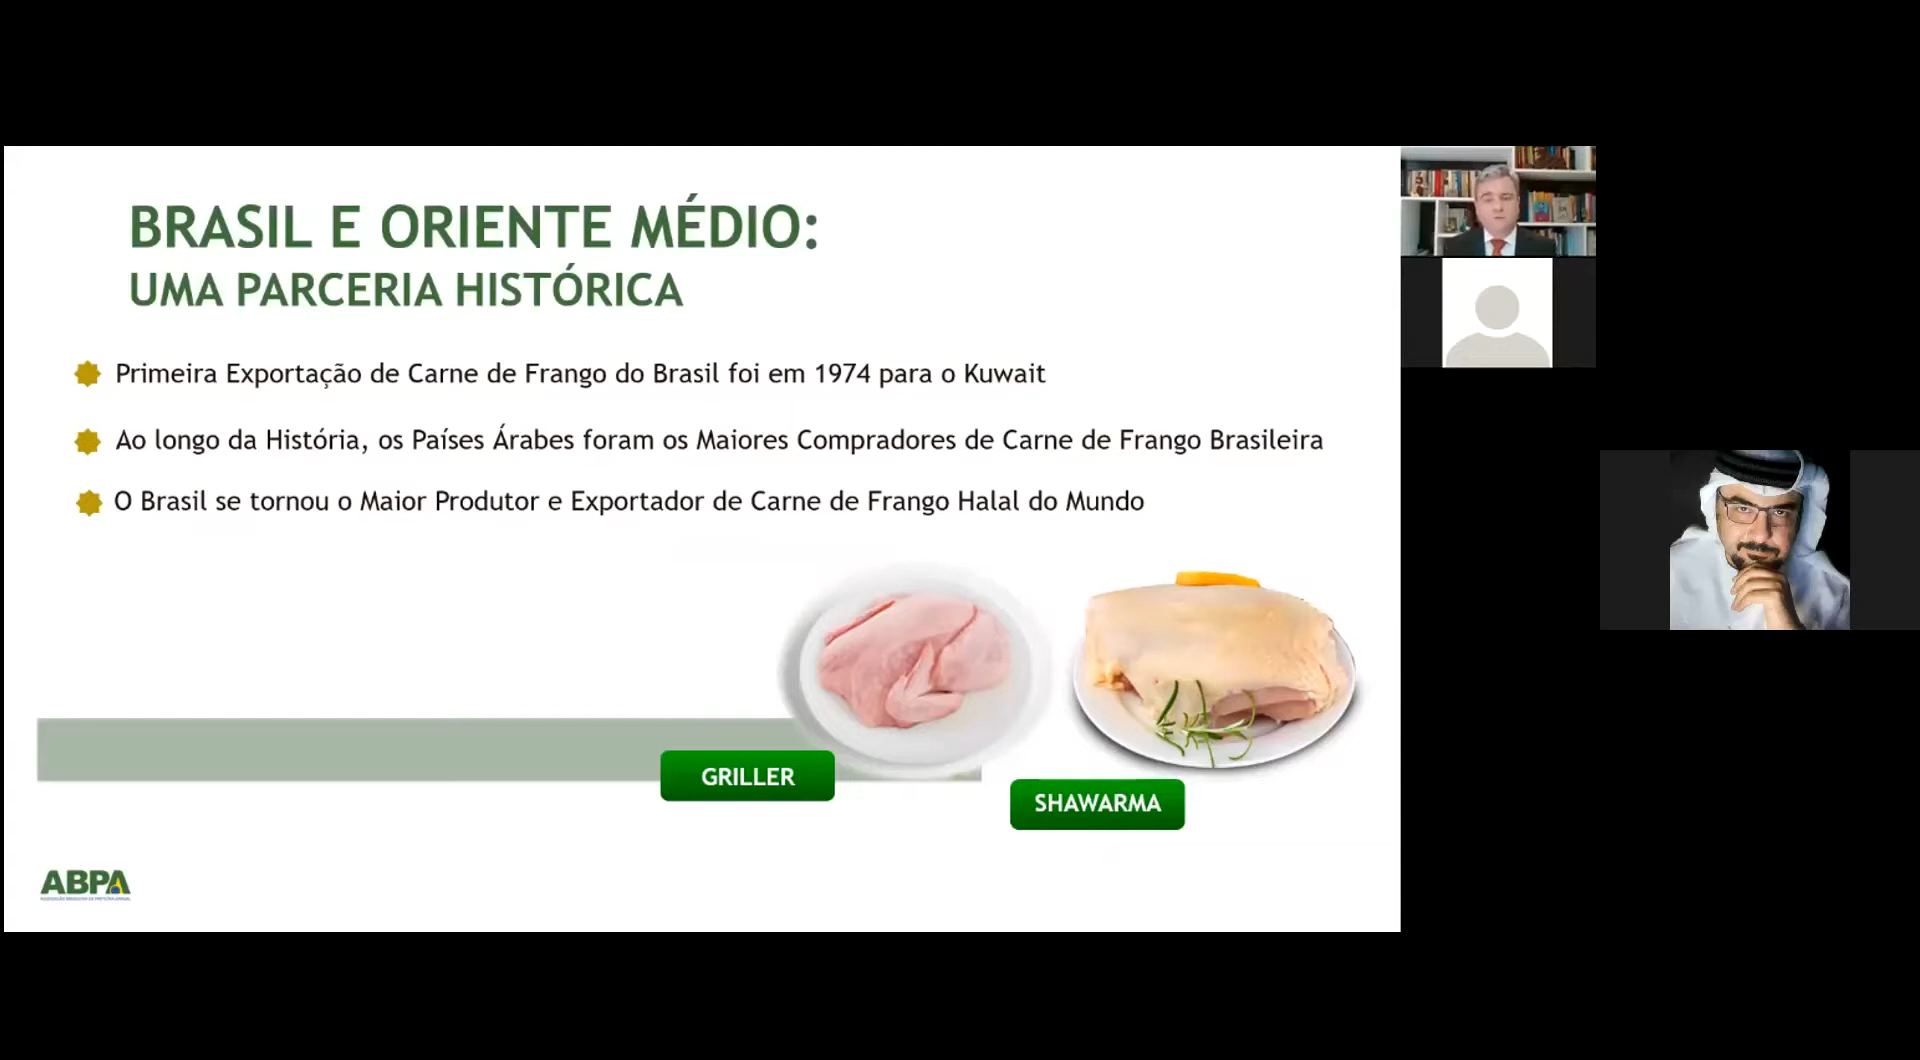 BRASIL E ORIENTE MÉDIO:
UMA PARCERIA HISTÓRICA
Primeira Exportação de Carne de Frango do Brasil foi em 1974 para o Kuwait
Ao longo da História, os Países Árabes foram os Maiores Compradores de Carne de Frango Brasileira
O Brasil se tornou o Maior Produtor e Exportador de Carne de Frango Halal do Mundo
GRILLER
SHAWARMA
ABPA